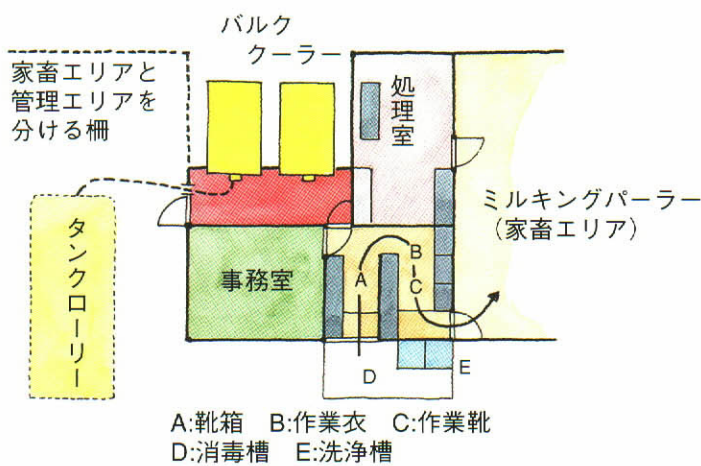 バルク
クーラー
家畜エリアと
管理エリアを
分ける柵
処理室
タンクローリー
ミルキングパーラー
（家畜エリア）
事務室
A
B
C
D
E
A:靴箱 B:作業衣 C:作業靴
D:消毒槽 E:洗浄槽